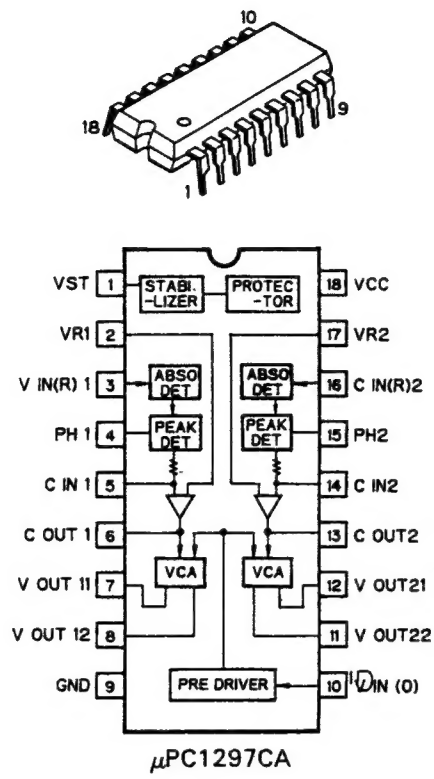 10
18
9
1
VST 1
STABI.
-LIZER
PROTEC
-TOR
18 VCC
VR1 2
17 VR2
V IN(R) 1 3
ABSO
DET
ABSO
DET
16 C IN(R)2
PH 1 4
PEAK
DET
PEAK
DET
15 PH2
C IN 1 5
14 C IN2
C OUT 1 6
13 C OUT2
VCA
VCA
V OUT 11 7
12 V OUT21
V OUT 12 8
11 V OUT22
GND 9
PRE DRIVER
10 IN (0)
μPC1297CA